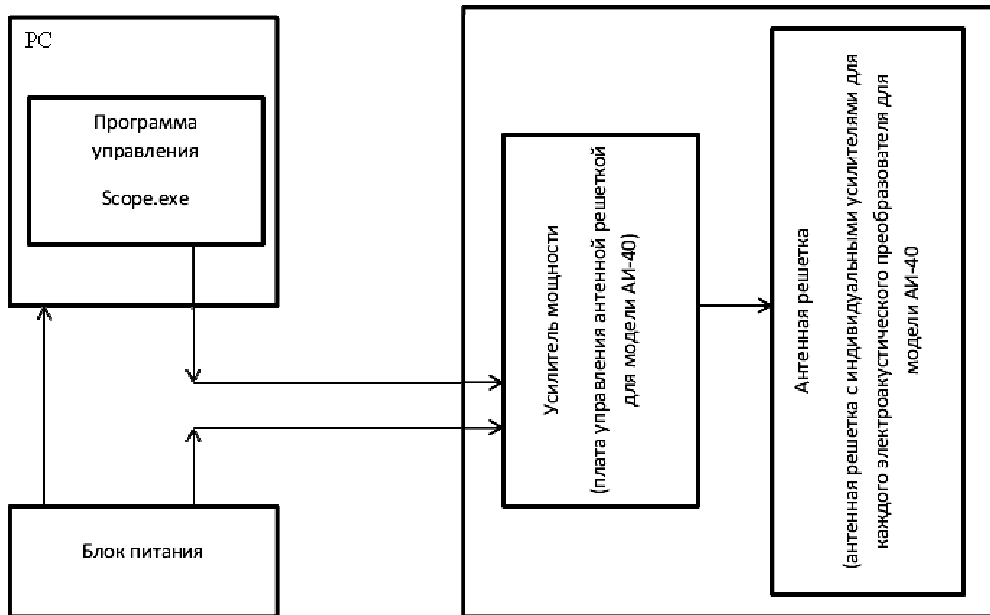 PC
Программа
управления
Scope.exe
Блок питания
Усилитель мощности
(плата управления антенной решеткой
для модели АИ-40)
Антенная решетка
(антенная решетка с индивидуальными усилителями для
каждого электроакустического преобразователя для
модели АИ-40